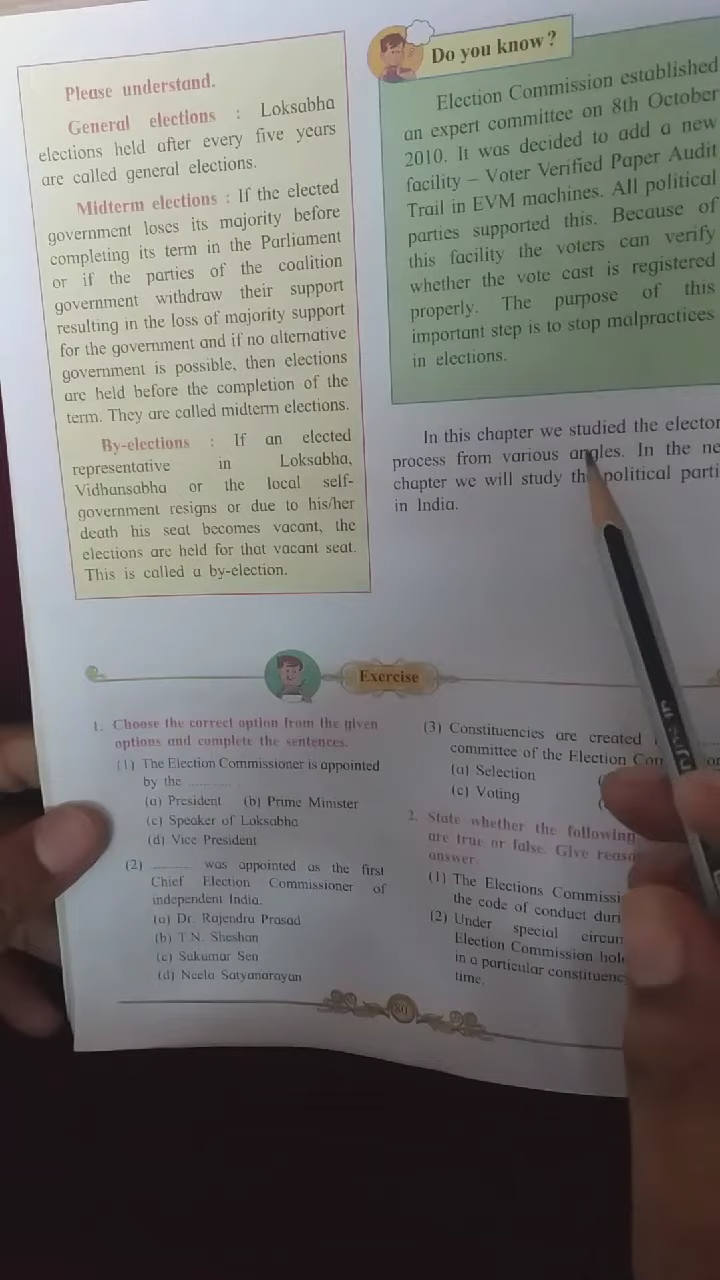 Please understand.
General elections : Loksabha
elections held after every five years
are called general elections.
Midterm elections : If the elected
government loses its majority before
completing its term in the Parliament
or if the parties of the coalition
government withdraw their support
resulting in the loss of majority support
for the government and if no alternative
government is possible, then elections
are held before the completion of the
term. They are called midterm elections.
By-elections : If an elected
representative in Loksabha,
Vidhansabha or the local self-
government resigns or due to his/her
death his seat becomes vacant, the
elections are held for that vacant seat.
This is called a by-election.
Do you know?
Election Commission established
an expert committee on 8th October
2010. It was decided to add a new
facility – Voter Verified Paper Audit
Trail in EVM machines. All political
parties supported this. Because of
this facility the voters can verify
whether the vote cast is registered
properly. The purpose of this
important step is to stop malpractices
in elections.
In this chapter we studied the elector
process from various angles. In the ne
chapter we will study the political parti
in India.
Exercise
1. Choose the correct option from the given
options and complete the sentences.
(1) The Election Commissioner is appointed
by the ..........
(a) President (b) Prime Minister
(c) Speaker of Loksabha
(d) Vice President
(2) .......... was appointed as the first
Chief Election Commissioner of
independent India.
(a) Dr. Rajendra Prasad
(b) T.N. Sheshan
(c) Sukumar Sen
(d) Neela Satyanarayan
80
(3) Constituencies are created
committee of the Election Com
(a) Selection
(c) Voting
2. State whether the following
are true or false. Give reaso
answer.
(1) The Elections Commissi
the code of conduct duri
(2) Under special circum
Election Commission hol
in a particular constituenc
time.